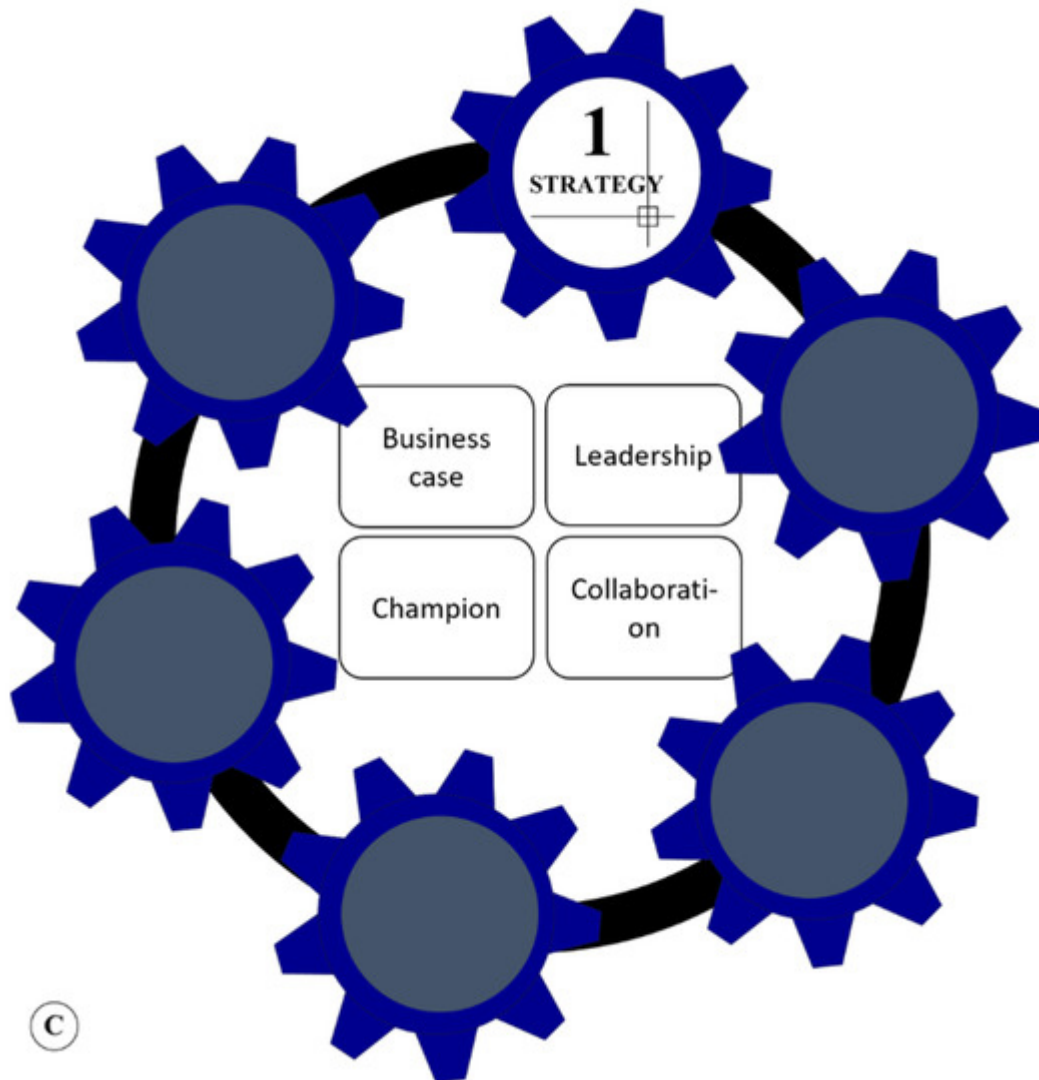 1
STRATEGY
Business
case
Leadership
Champion
Collaborati-
on
C